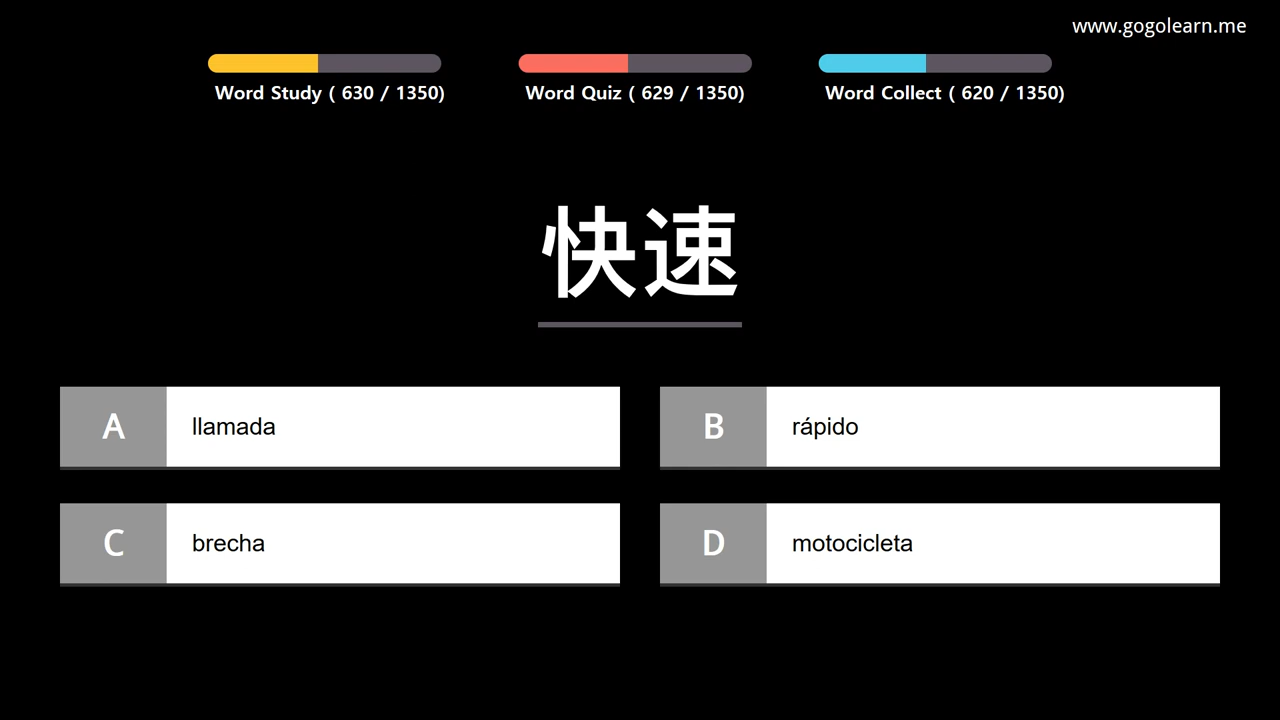 www.gogolearn.me
Word Study ( 630 / 1350)
Word Quiz ( 629 / 1350)
Word Collect ( 620 / 1350)
快速
A
llamada
B
rápido
C
brecha
D
motocicleta